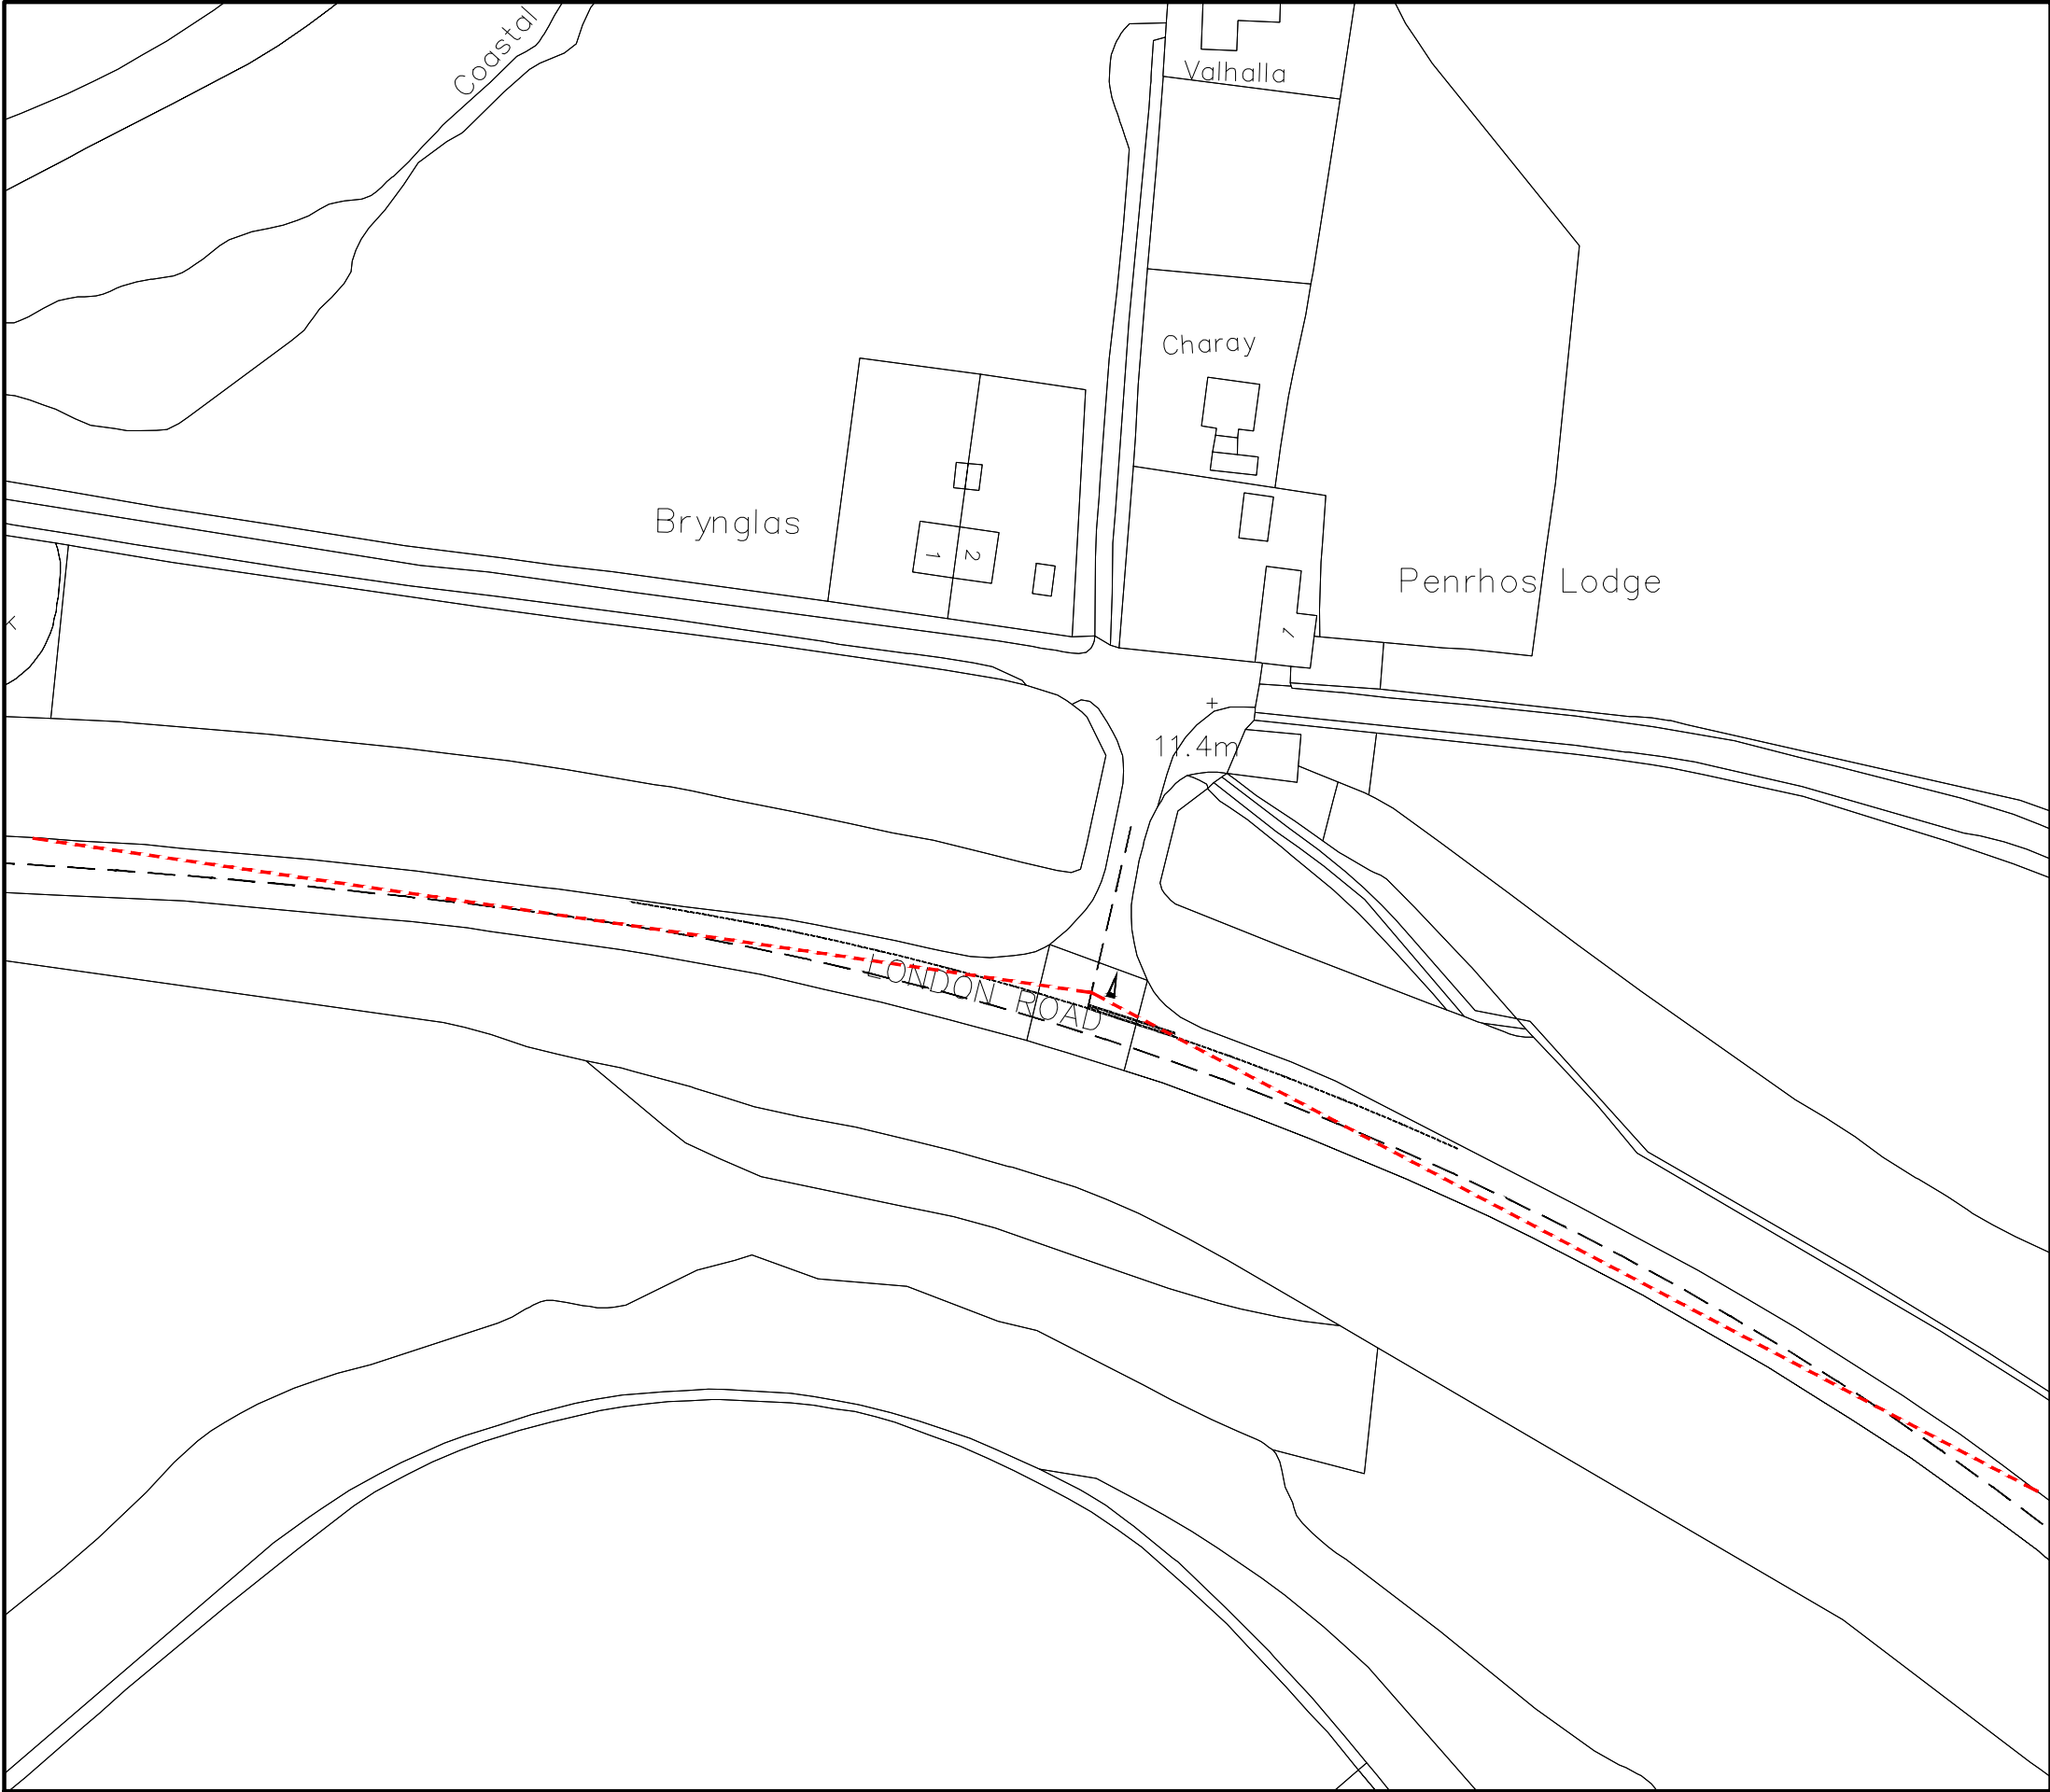 Coastal
Valhalla
Charay
Brynglas
1
2
Penrhos Lodge
1
11.4m
LONDON ROAD